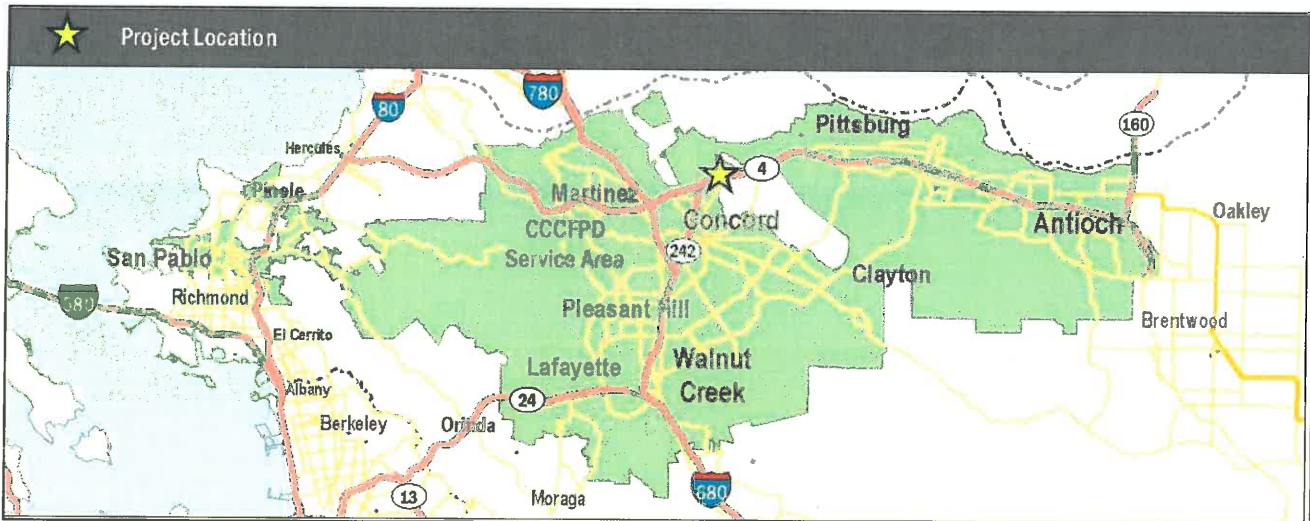 Project Location
80
780
160
Hercules
Pinole
Pittsburg
4
Martinez
Concord
CCCFPD
Service Area
242
San Pablo
Richmond
580
El Cerrito
Albany
Berkeley
Orinda
Pleasant Hill
Lafayette
24
Walnut
Creek
Clayton
Antioch
Oakley
Brentwood
13
Moraga
680